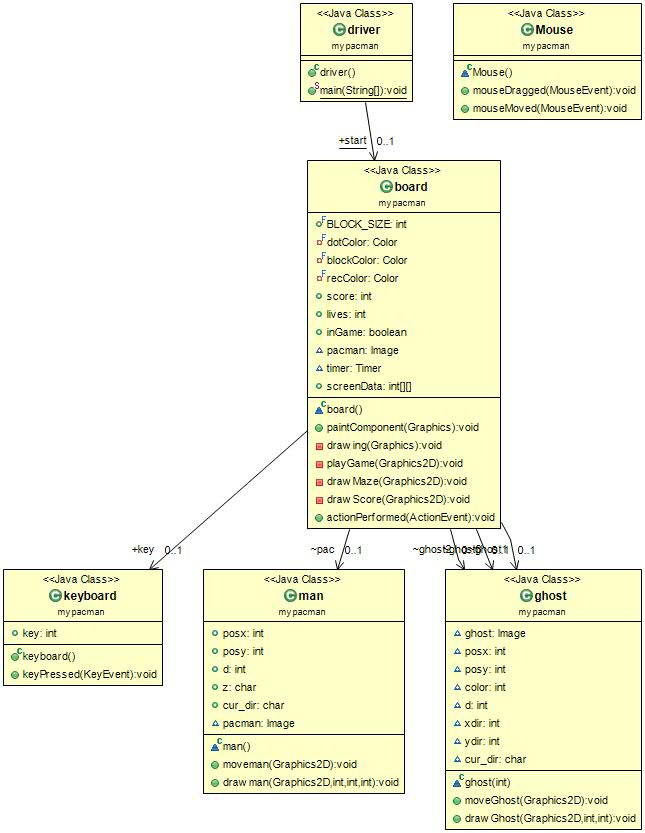 <<Java Class>>
driver
mypacman
driver()
main(String[]):void
<<Java Class>>
Mouse
mypacman
Mouse()
mouseDragged(MouseEvent):void
mouseMoved(MouseEvent):void
+start 0..1
<<Java Class>>
board
mypacman
BLOCK_SIZE: int
dotColor: Color
blockColor: Color
recColor: Color
score: int
lives: int
inGame: boolean
pacman: Image
timer: Timer
screenData: int[][]
board()
paintComponent(Graphics):void
drawing(Graphics):void
playGame(Graphics2D):void
drawMaze(Graphics2D):void
drawScore(Graphics2D):void
actionPerformed(ActionEvent):void
+key 0..1
~pac 0..1
0..1
<<Java Class>>
keyboard
mypacman
key: int
keyboard()
keyPressed(KeyEvent):void
<<Java Class>>
man
mypacman
posx: int
posy: int
d: int
z: char
cur_dir: char
pacman: Image
man()
moveman(Graphics2D):void
drawman(Graphics2D,int,int,int):void
<<Java Class>>
ghost
mypacman
ghost: Image
posx: int
posy: int
color: int
d: int
xdir: int
ydir: int
cur_dir: char
ghost(int)
moveGhost(Graphics2D):void
drawGhost(Graphics2D,int,int):void